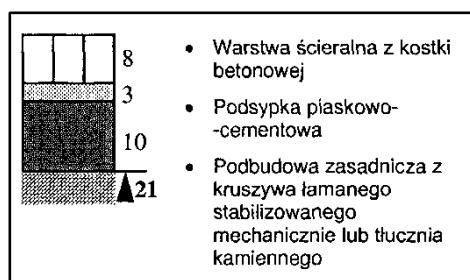 8
3
10
21
• Warstwa ścieralna z kostki
betonowej
• Podsypka piaskowo-
-cementowa
• Podbudowa zasadnicza z
kruszywa łamanego
stabilizowanego
mechanicznie lub tłucznia
kamiennego